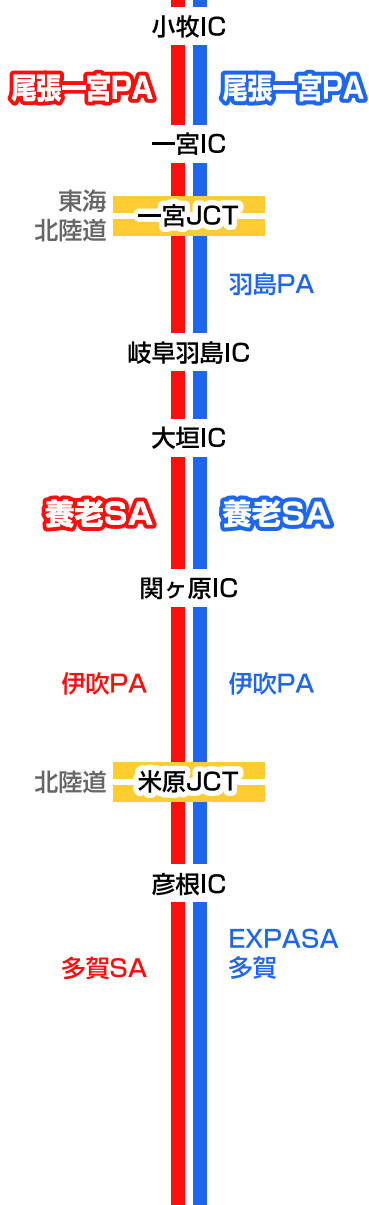 小牧IC
尾張一宮PA
尾張一宮PA
一宮IC
東海
北陸道
一宮JCT
羽島PA
岐阜羽島IC
大垣IC
養老SA
養老SA
関ヶ原IC
伊吹PA
伊吹PA
北陸道
米原JCT
彦根IC
多賀SA
EXPASA
多賀